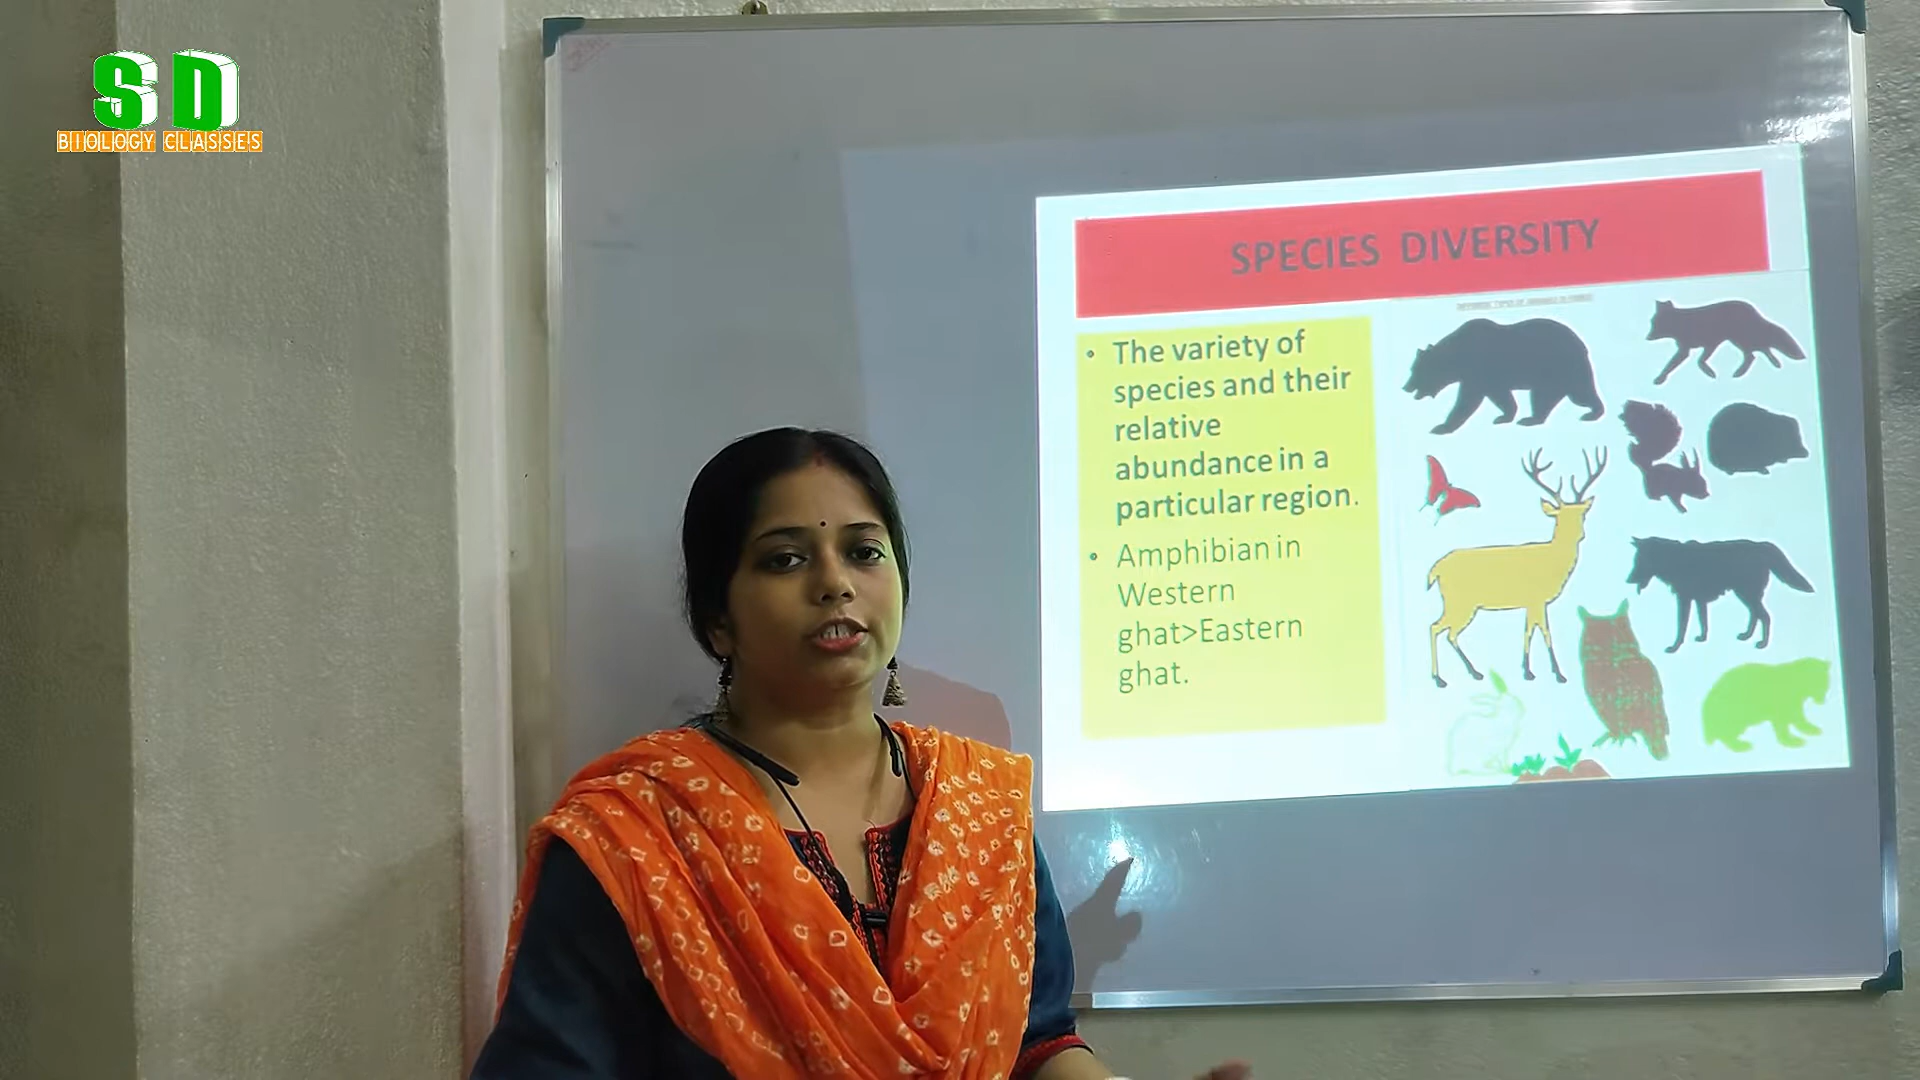 SD
BIOLOGY CLASSES
SPECIES DIVERSITY
• The variety of
species and their
relative
abundance in a
particular region.
• Amphibian in
Western
ghat>Eastern
ghat.